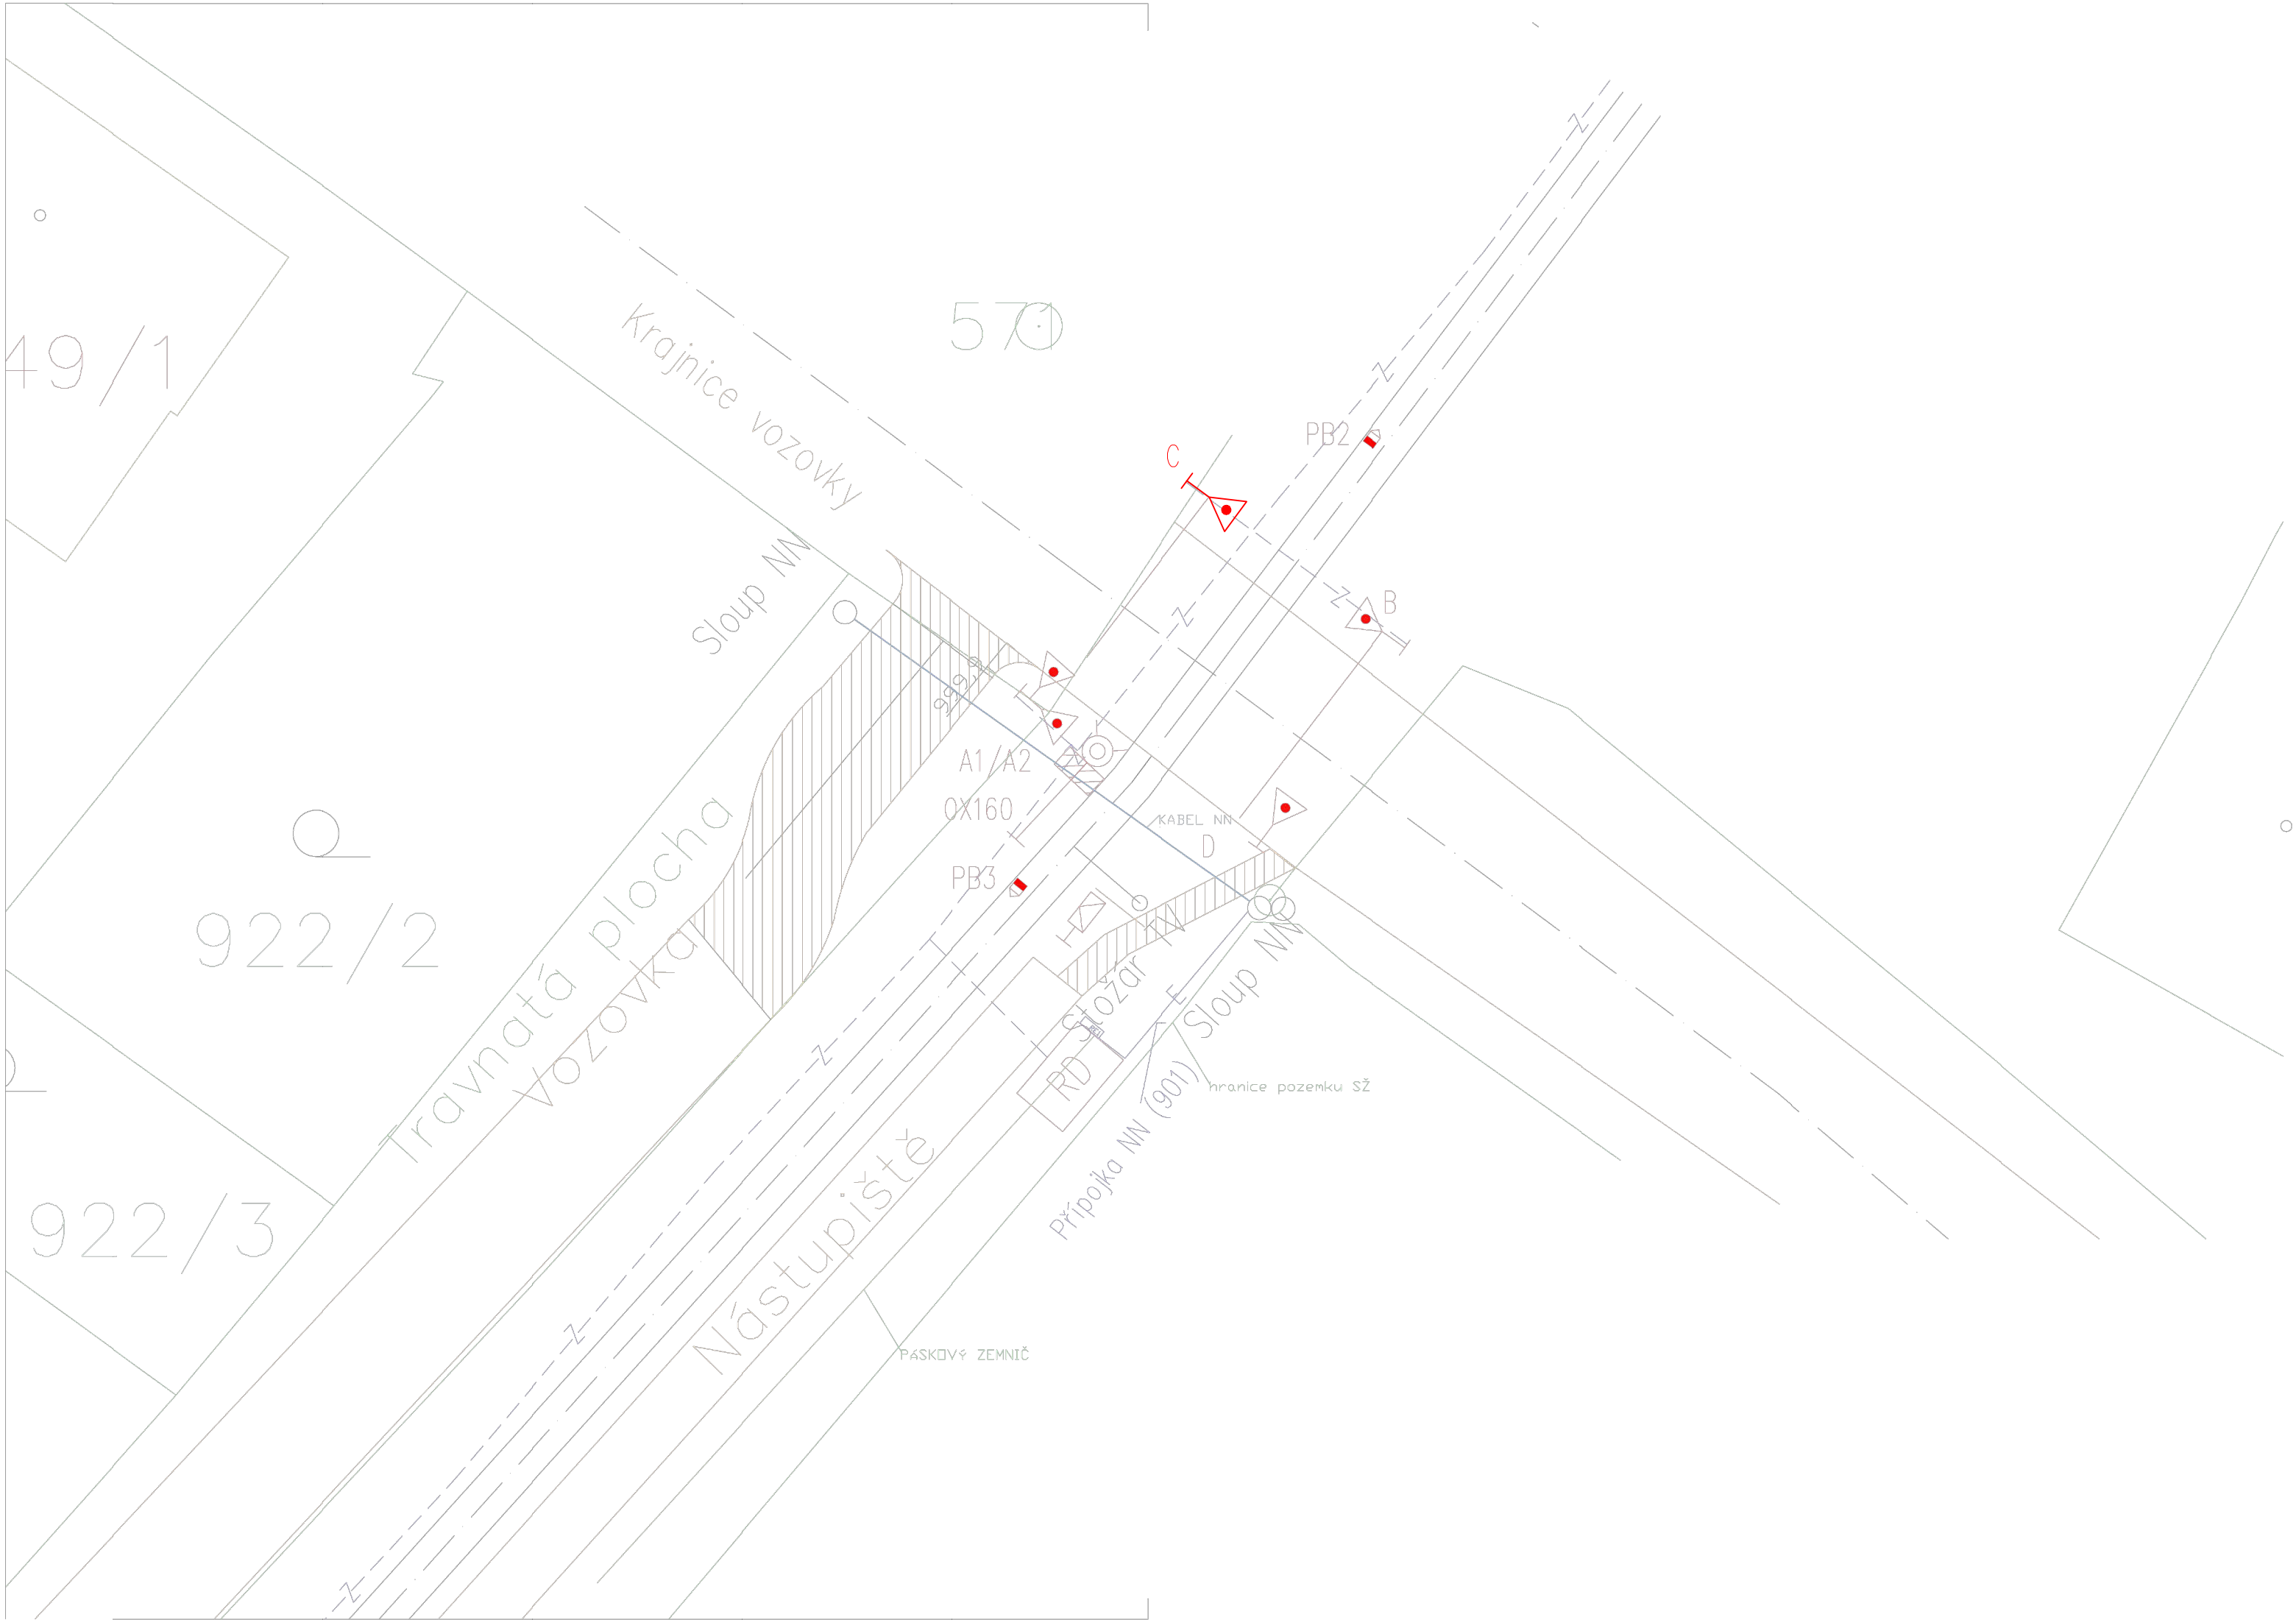 571
49/1
Krajnice vozovky
PB2
C
B
Sloup NN
A1/A2
OX160
KABEL NN
D
PB3
922/2
Travnatá plocha
Vozovka
Stožár
Sloup NN
RD
hranice pozemku SŽ
Přípojka NN (901)
922/3
Nástupiště
PÁSKOVÝ ZEMNIČ